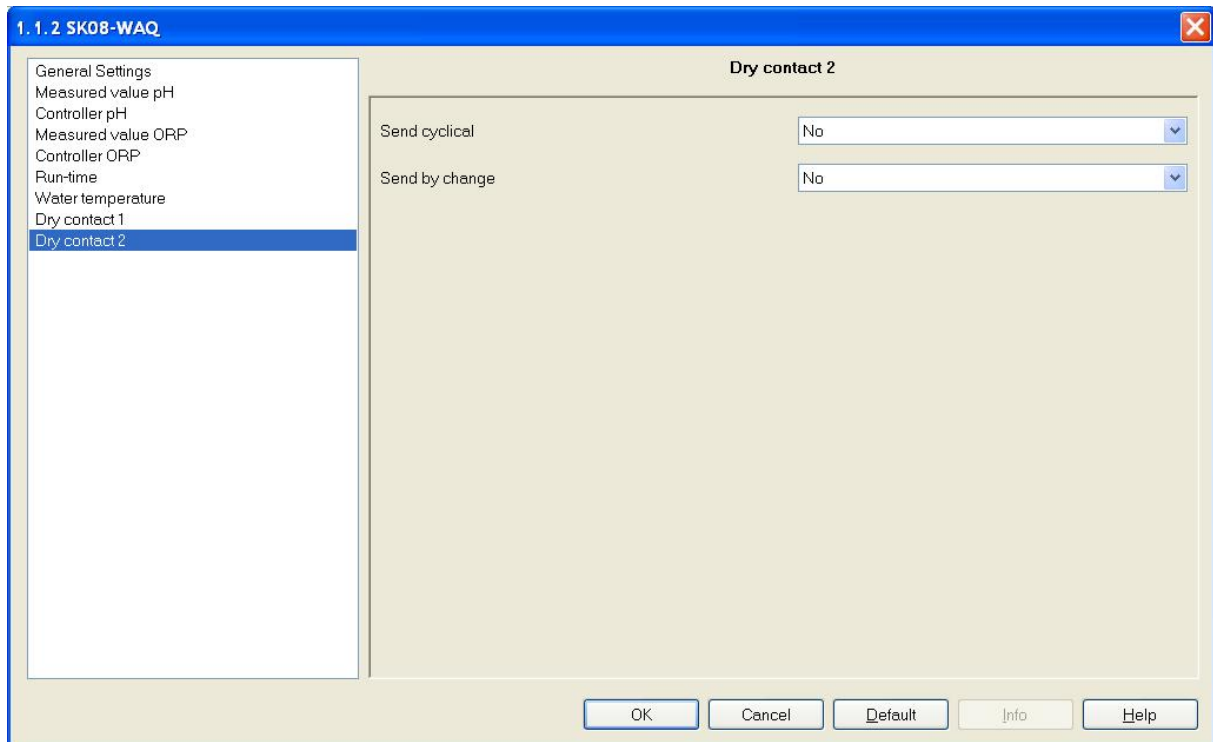 1.1.2 SK08-WAQ
General Settings
Measured value pH
Controller pH
Measured value ORP
Controller ORP
Run-time
Water temperature
Dry contact 1
Dry contact 2
Dry contact 2
Send cyclical
No
Send by change
No
OK
Cancel
Default
Info
Help